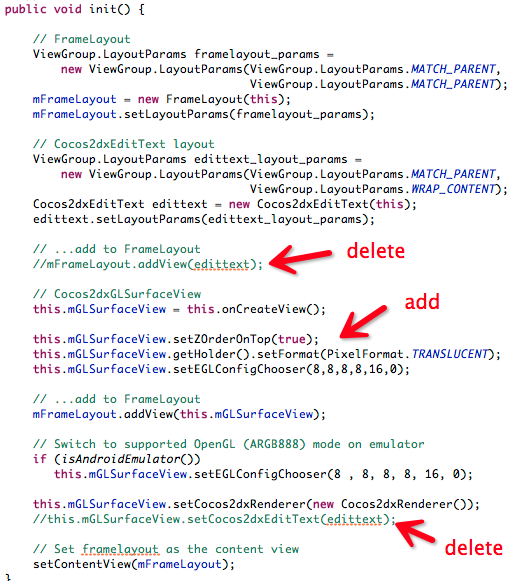 public void init() {
// FrameLayout
ViewGroup.LayoutParams framelayout_params =
new ViewGroup.LayoutParams(ViewGroup.LayoutParams.MATCH_PARENT,
ViewGroup.LayoutParams.MATCH_PARENT);
mFrameLayout = new FrameLayout(this);
mFrameLayout.setLayoutParams(framelayout_params);
// Cocos2dxEditText layout
ViewGroup.LayoutParams edittext_layout_params =
new ViewGroup.LayoutParams(ViewGroup.LayoutParams.MATCH_PARENT,
ViewGroup.LayoutParams.WRAP_CONTENT);
Cocos2dxEditText edittext = new Cocos2dxEditText(this);
edittext.setLayoutParams(edittext_layout_params);
// ...add to FrameLayout
//mFrameLayout.addView(edittext);
delete
// Cocos2dxGLSurfaceView
this.mGLSurfaceView = this.onCreateView();
add
this.mGLSurfaceView.setZOrderOnTop(true);
this.mGLSurfaceView.getHolder().setFormat(PixelFormat.TRANSLUCENT);
this.mGLSurfaceView.setEGLConfigChooser(8,8,8,8,16,0);
// ...add to FrameLayout
mFrameLayout.addView(this.mGLSurfaceView);
// Switch to supported OpenGL (ARGB888) mode on emulator
if (isAndroidEmulator())
this.mGLSurfaceView.setEGLConfigChooser(8 , 8, 8, 8, 16, 0);
this.mGLSurfaceView.setCocos2dxRenderer(new Cocos2dxRenderer());
//this.mGLSurfaceView.setCocos2dxEditText(edittext);
delete
// Set framelayout as the content view
setContentView(mFrameLayout);
}